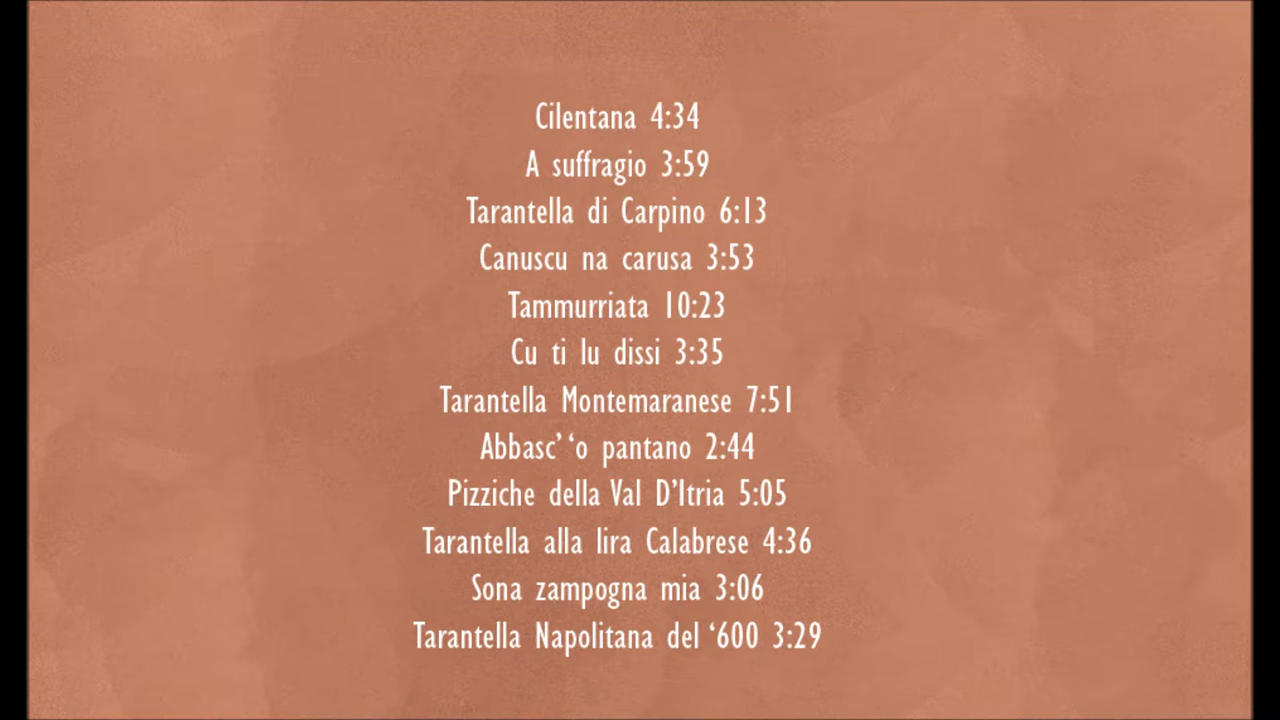 Cilentana 4:34
A suffragio 3:59
Tarantella di Carpino 6:13
Canuscu na carusa 3:53
Tammurriata 10:23
Cu ti lu dissi 3:35
Tarantella Montemaranese 7:51
Abbasc’ ‘o pantano 2:44
Pizziche della Val D’Itria 5:05
Tarantella alla lira Calabrese 4:36
Sona zampogna mia 3:06
Tarantella Napolitana del ‘600 3:29